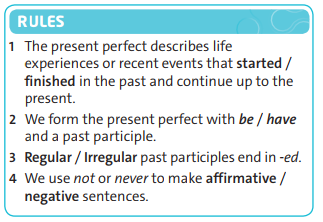 RULES
1 The present perfect describes life
experiences or recent events that started /
finished in the past and continue up to the
present.
2 We form the present perfect with be / have
and a past participle.
3 Regular / Irregular past participles end in -ed.
4 We use not or never to make affirmative /
negative sentences.